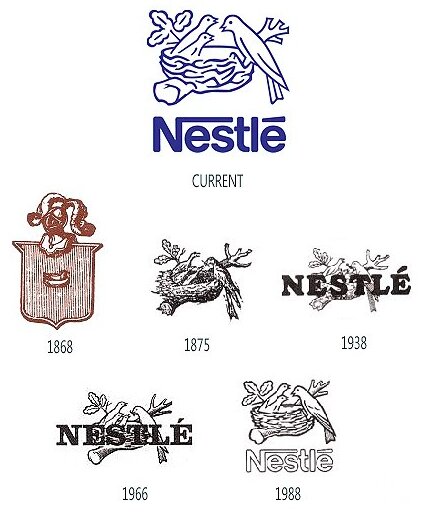 Nestlé
CURRENT
1868
1875
NESTLÉ
1938
NESTLÉ
1966
Nestlé
1988